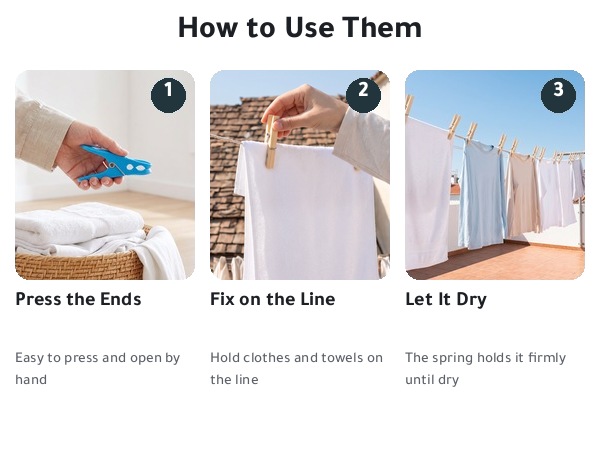 How to Use Them
1
2
3
Press the Ends
Fix on the Line
Let It Dry
Easy to press and open by
hand
Hold clothes and towels on
the line
The spring holds it firmly
until dry